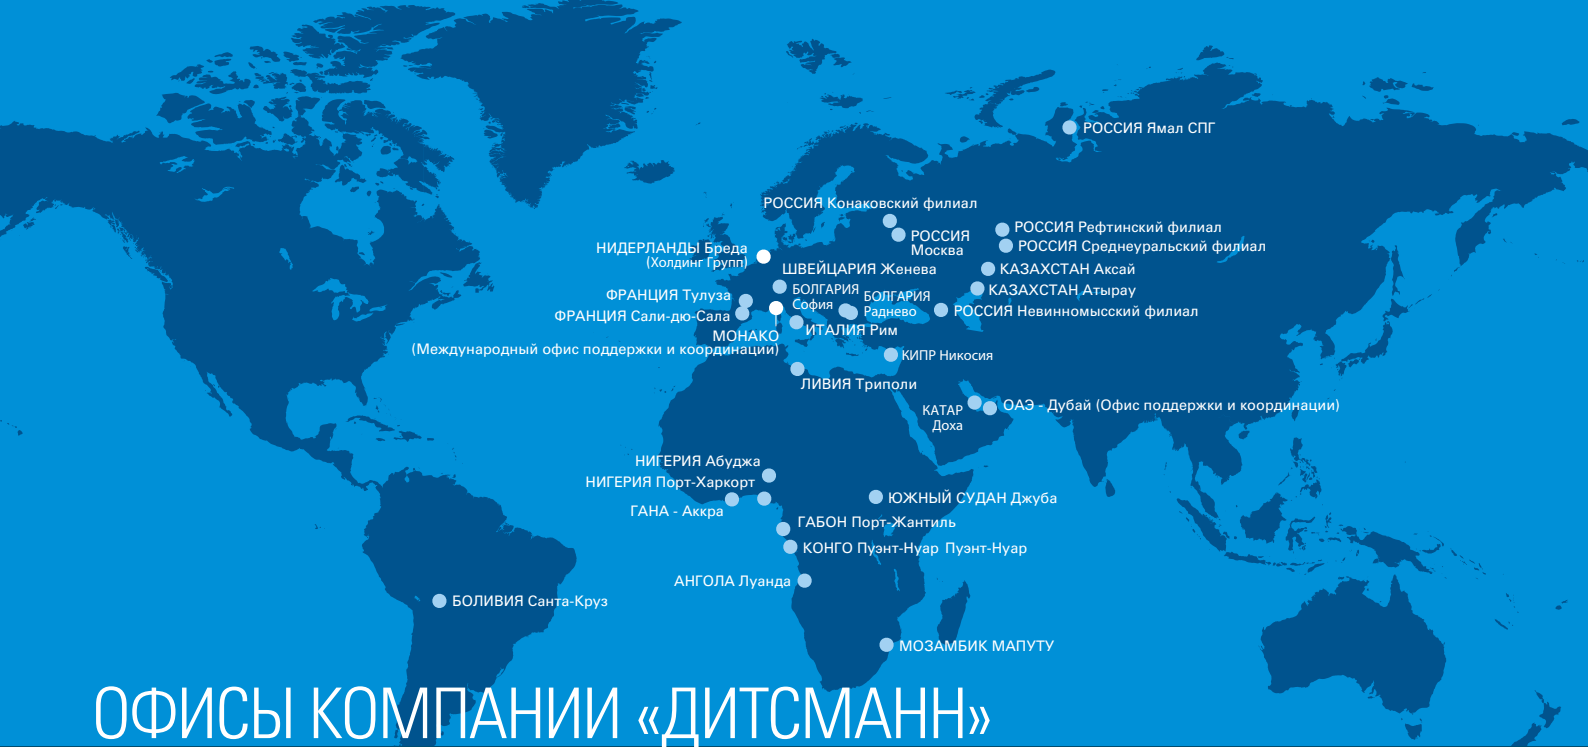 РОССИЯ Ямал СПГ
РОССИЯ Конаковский филиал
РОССИЯ Рефтинский филиал
РОССИЯ
Москва
РОССИЯ Среднеуральский филиал
НИДЕРЛАНДЫ Бреда
(Холдинг Групп)
ШВЕЙЦАРИЯ Женева
КАЗАХСТАН Аксай
БОЛГАРИЯ
София
БОЛГАРИЯ
Раднево
КАЗАХСТАН Атырау
ФРАНЦИЯ Тулуза
ФРАНЦИЯ Сали-дю-Сала
РОССИЯ Невинномысский филиал
МОНАКО
(Международный офис поддержки и координации)
ИТАЛИЯ Рим
КИПР Никосия
ЛИВИЯ Триполи
КАТАР
Доха
ОАЭ - Дубай (Офис поддержки и координации)
НИГЕРИЯ Абуджа
НИГЕРИЯ Порт-Харкорт
ГАНА - Аккра
ЮЖНЫЙ СУДАН Джуба
ГАБОН Порт-Жантиль
КОНГО Пуэнт-Нуар Пуэнт-Нуар
АНГОЛА Луанда
БОЛИВИЯ Санта-Круз
МОЗАМБИК МАПУТУ
ОФИСЫ КОМПАНИИ «ДИТСМАНН»